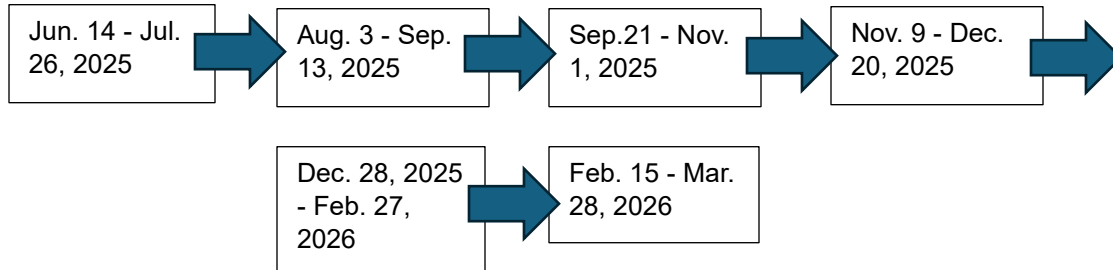 Jun. 14 - Jul.
26, 2025
Aug. 3 - Sep.
13, 2025
Sep.21 - Nov.
1, 2025
Nov. 9 - Dec.
20, 2025
Dec. 28, 2025
- Feb. 27,
2026
Feb. 15 - Mar.
28, 2026